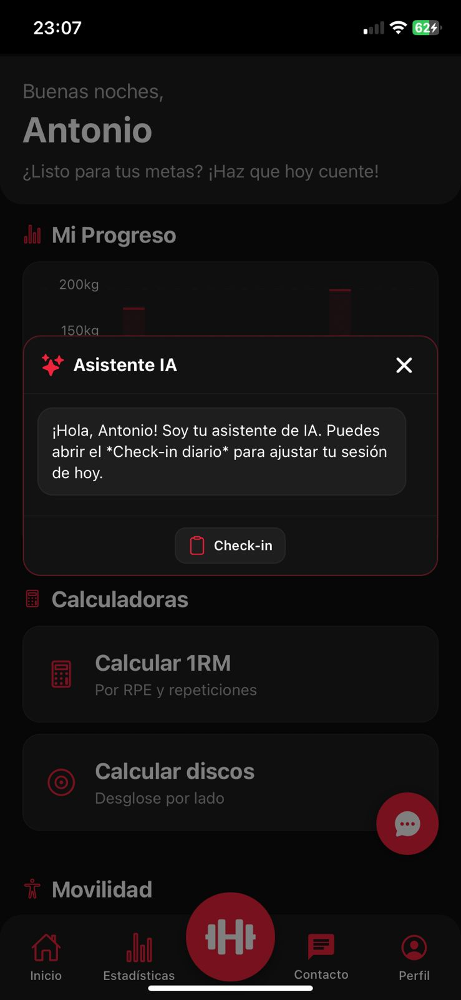 23:07
62
Buenas noches,
Antonio
¿Listo para tus metas? ¡Haz que hoy cuente!
Mi Progreso
200kg
150kg
Asistente IA
¡Hola, Antonio! Soy tu asistente de IA. Puedes
abrir el *Check-in diario* para ajustar tu sesión
de hoy.
Check-in
Calculadoras
Calcular 1RM
Por RPE y repeticiones
Calcular discos
Desglose por lado
Movilidad
Inicio
Estadísticas
Contacto
Perfil